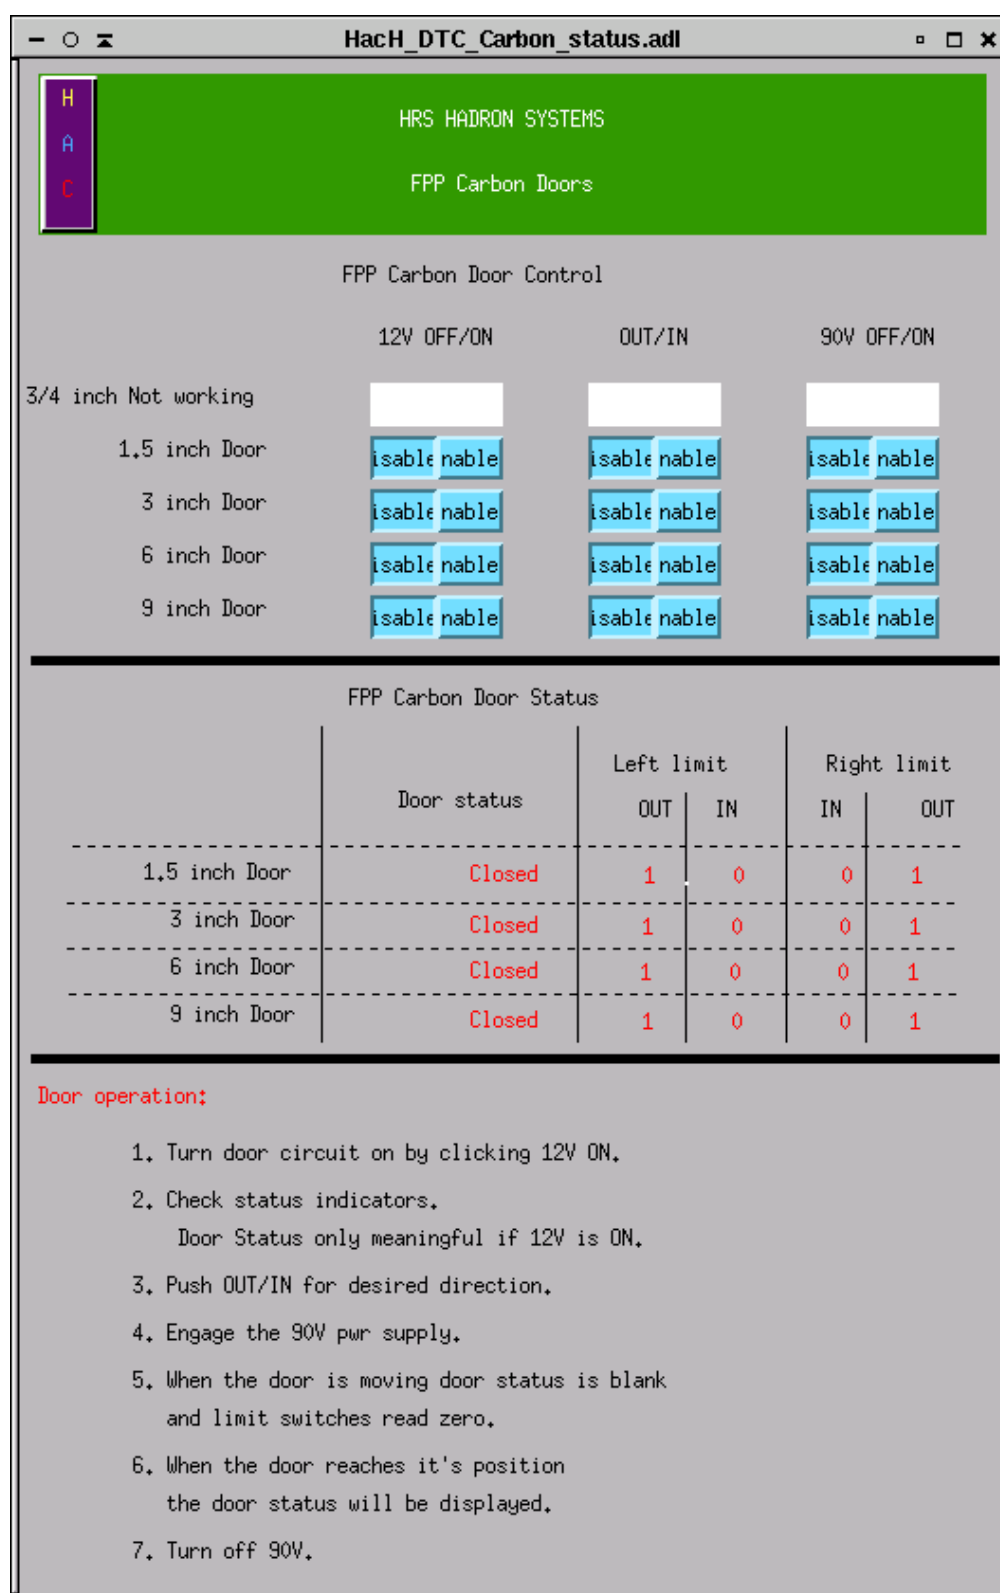 HacH_DTC_Carbon_status.adl
H
A
C
HRS HADRON SYSTEMS
FPP Carbon Doors
FPP Carbon Door Control
12V OFF/ON OUT/IN 90V OFF/ON
3/4 inch Not working
1.5 inch Door isable nable isable nable isable nable
3 inch Door isable nable isable nable isable nable
6 inch Door isable nable isable nable isable nable
9 inch Door isable nable isable nable isable nable
FPP Carbon Door Status
Left limit Right limit
Door status OUT IN IN OUT
1.5 inch Door Closed 1 0 0 1
3 inch Door Closed 1 0 0 1
6 inch Door Closed 1 0 0 1
9 inch Door Closed 1 0 0 1
Door operation:
1. Turn door circuit on by clicking 12V ON.
2. Check status indicators.
Door Status only meaningful if 12V is ON.
3. Push OUT/IN for desired direction.
4. Engage the 90V pwr supply.
5. When the door is moving door status is blank
and limit switches read zero.
6. When the door reaches it's position
the door status will be displayed.
7. Turn off 90V.